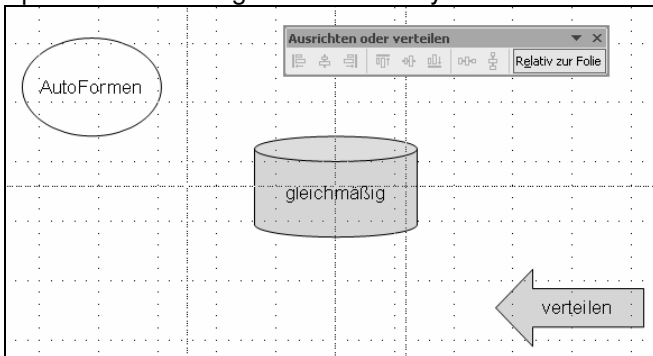 Ausrichten oder verteilen
Relativ zur Folie
AutoFormen
gleichmäßig
verteilen